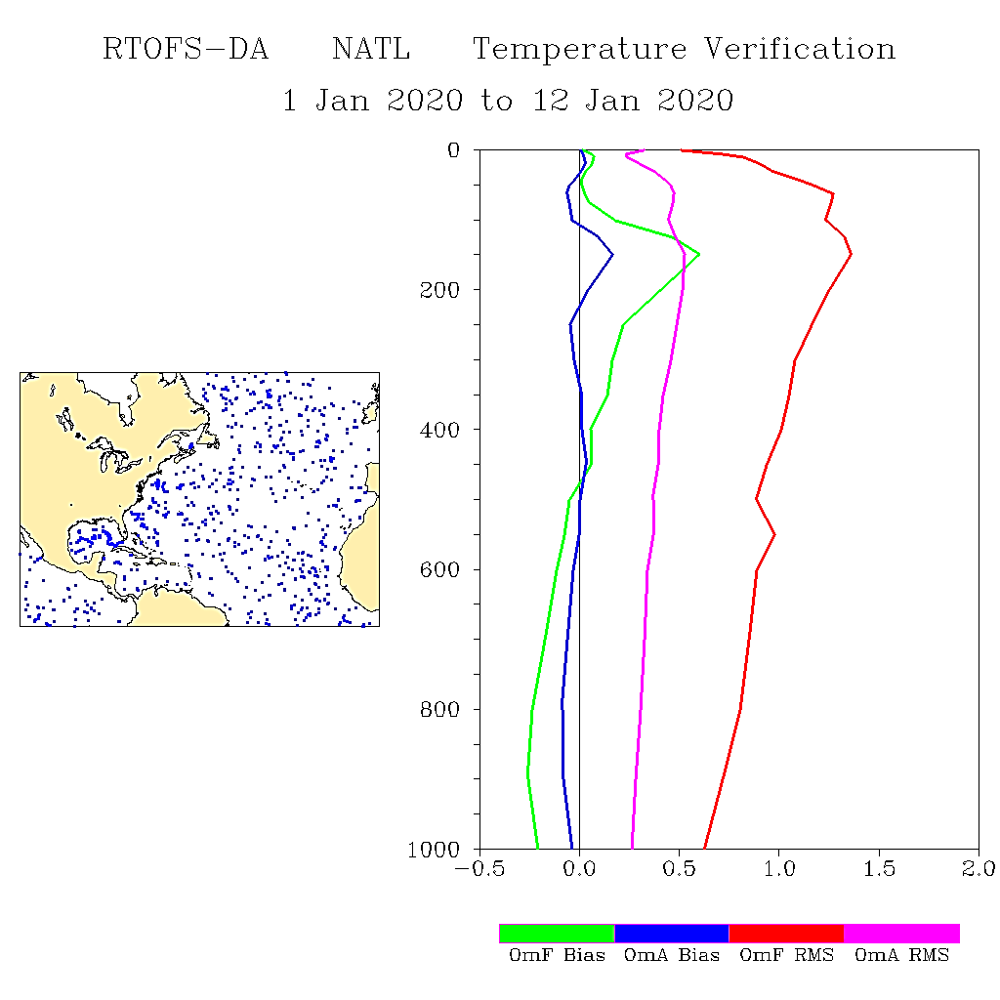 RTOFS-DA NATL Temperature Verification
1 Jan 2020 to 12 Jan 2020
0
200
400
600
800
1000
-0.5 0.0 0.5 1.0 1.5 2.0
OmF Bias OmA Bias OmF RMS OmA RMS